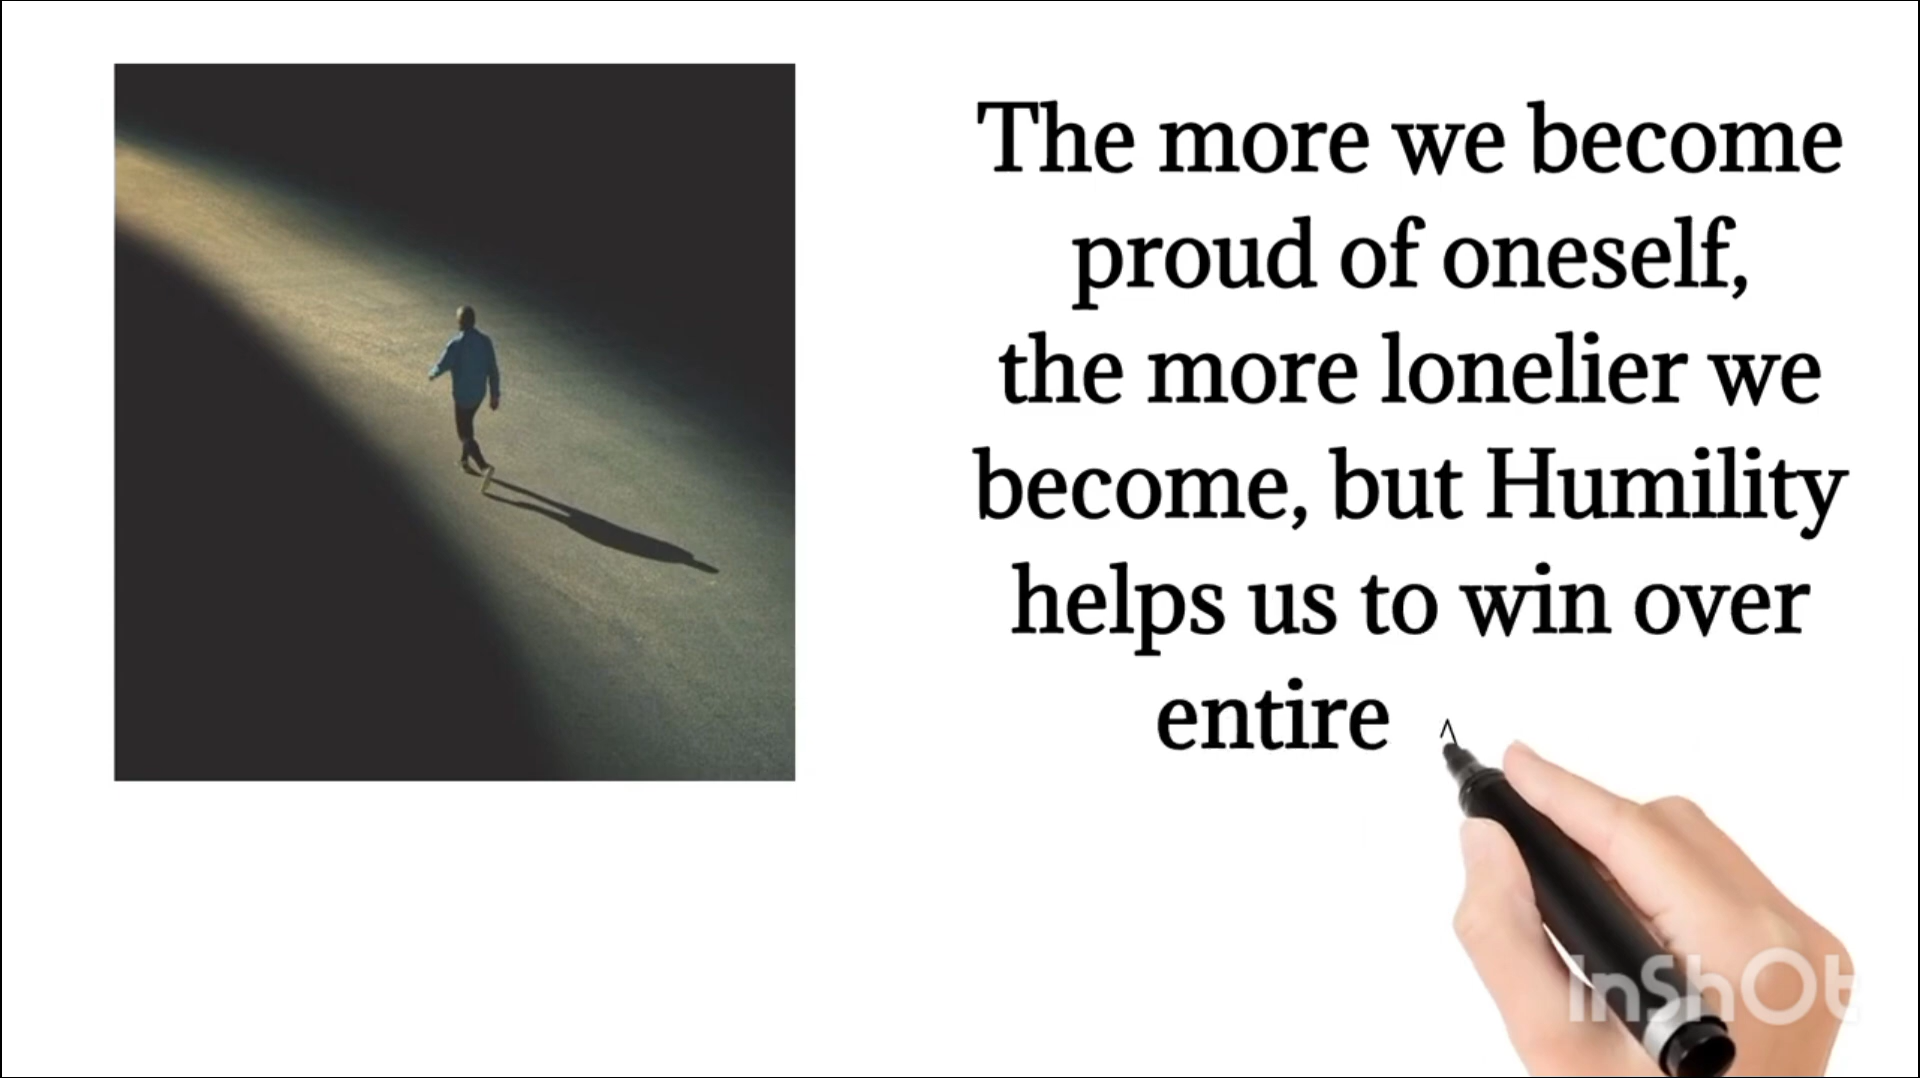 The more we become
proud of oneself,
the more lonelier we
become, but Humility
helps us to win over
entire
InShOt